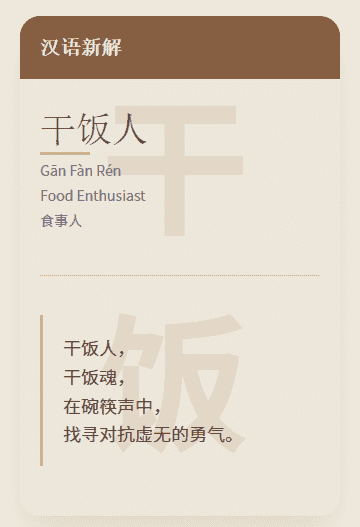 汉语新解
干饭人
Gān Fàn Rén
Food Enthusiast
食事人
干
干饭人，
干饭魂，
在碗筷声中，
找寻对抗虚无的勇气。
饭